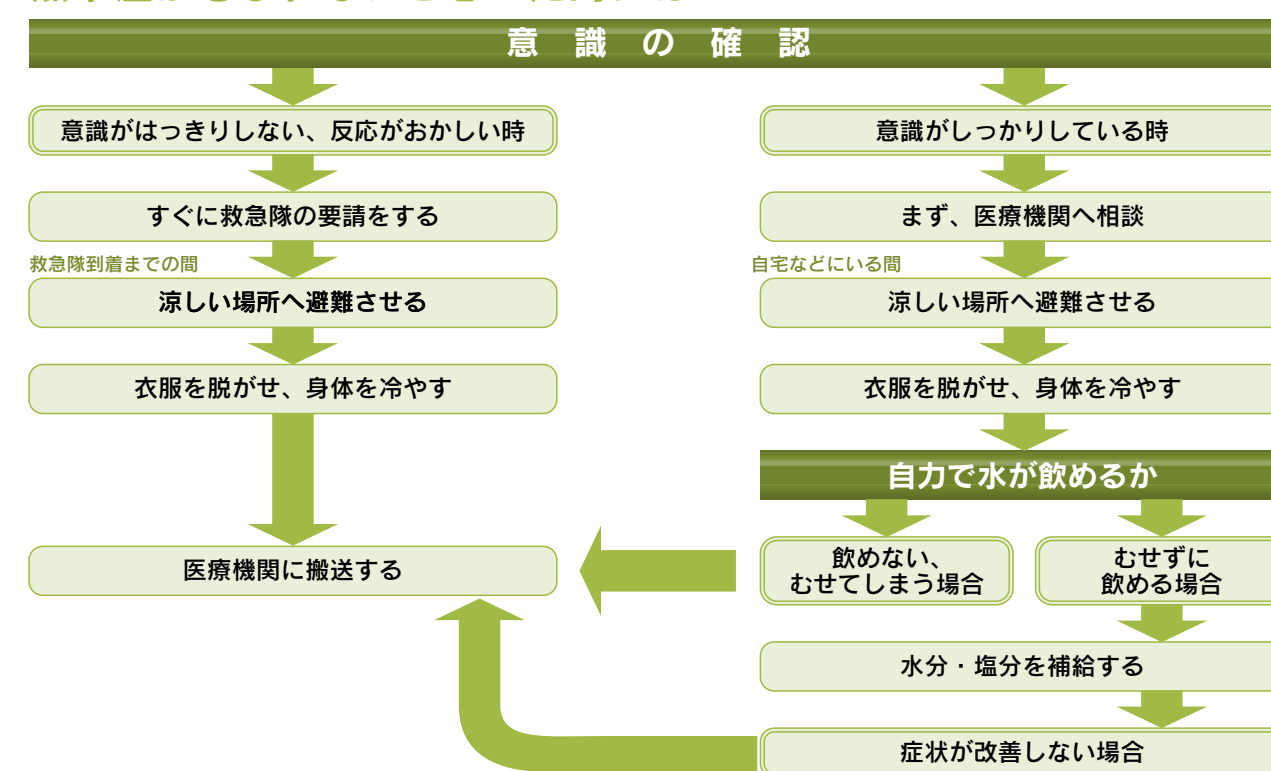 意識の確認
意識がはっきりしない、反応がおかしい時
すぐに救急隊の要請をする
救急隊到着までの間
涼しい場所へ避難させる
衣服を脱がせ、身体を冷やす
医療機関に搬送する
意識がしっかりしている時
まず、医療機関へ相談
自宅などにいる間
涼しい場所へ避難させる
衣服を脱がせ、身体を冷やす
自力で水が飲めるか
飲めない、
むせてしまう場合
むせずに
飲める場合
水分・塩分を補給する
症状が改善しない場合